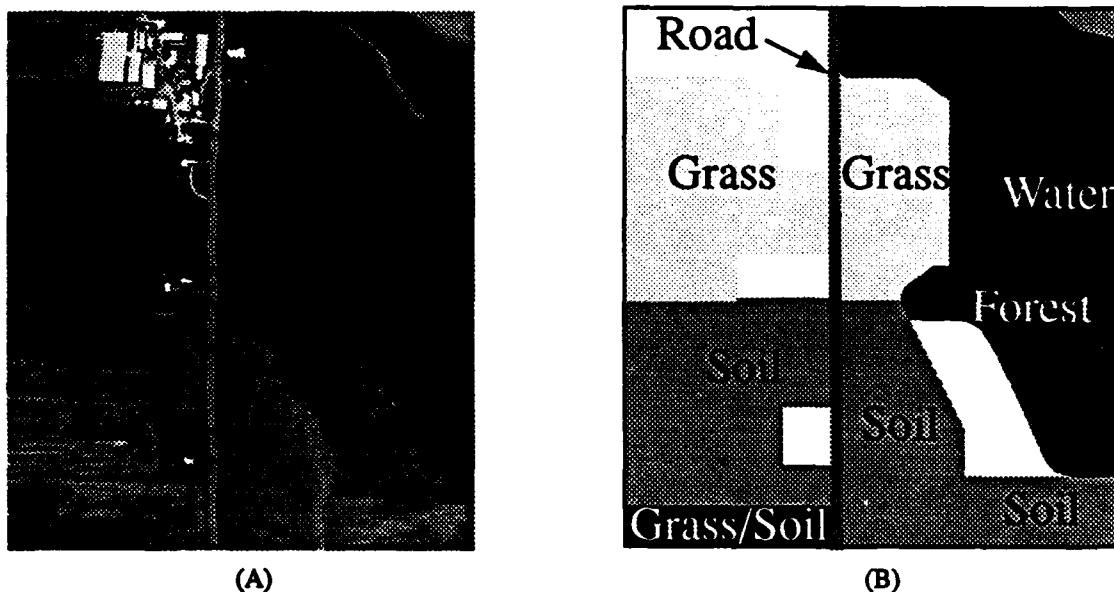 Road
Grass
Grass
Water
Forest
Soil
Soil
Soil
Grass/Soil
(A)
(B)